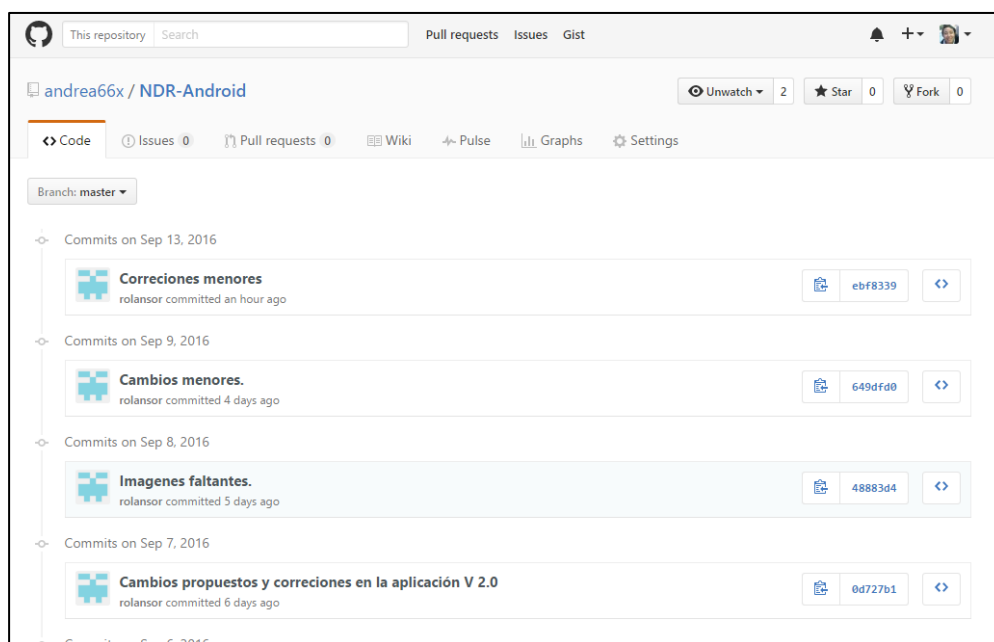 This repository Search Pull requests Issues Gist
andrea66x / NDR-Android Unwatch 2 Star 0 Fork 0
Code Issues 0 Pull requests 0 Wiki Pulse Graphs Settings
Branch: master
Commits on Sep 13, 2016
Correciones menores
rolansor committed an hour ago
ebf8339
Commits on Sep 9, 2016
Cambios menores.
rolansor committed 4 days ago
649dfd0
Commits on Sep 8, 2016
Imagenes faltantes.
rolansor committed 5 days ago
48883d4
Commits on Sep 7, 2016
Cambios propuestos y correciones en la aplicación V 2.0
rolansor committed 6 days ago
0d727b1